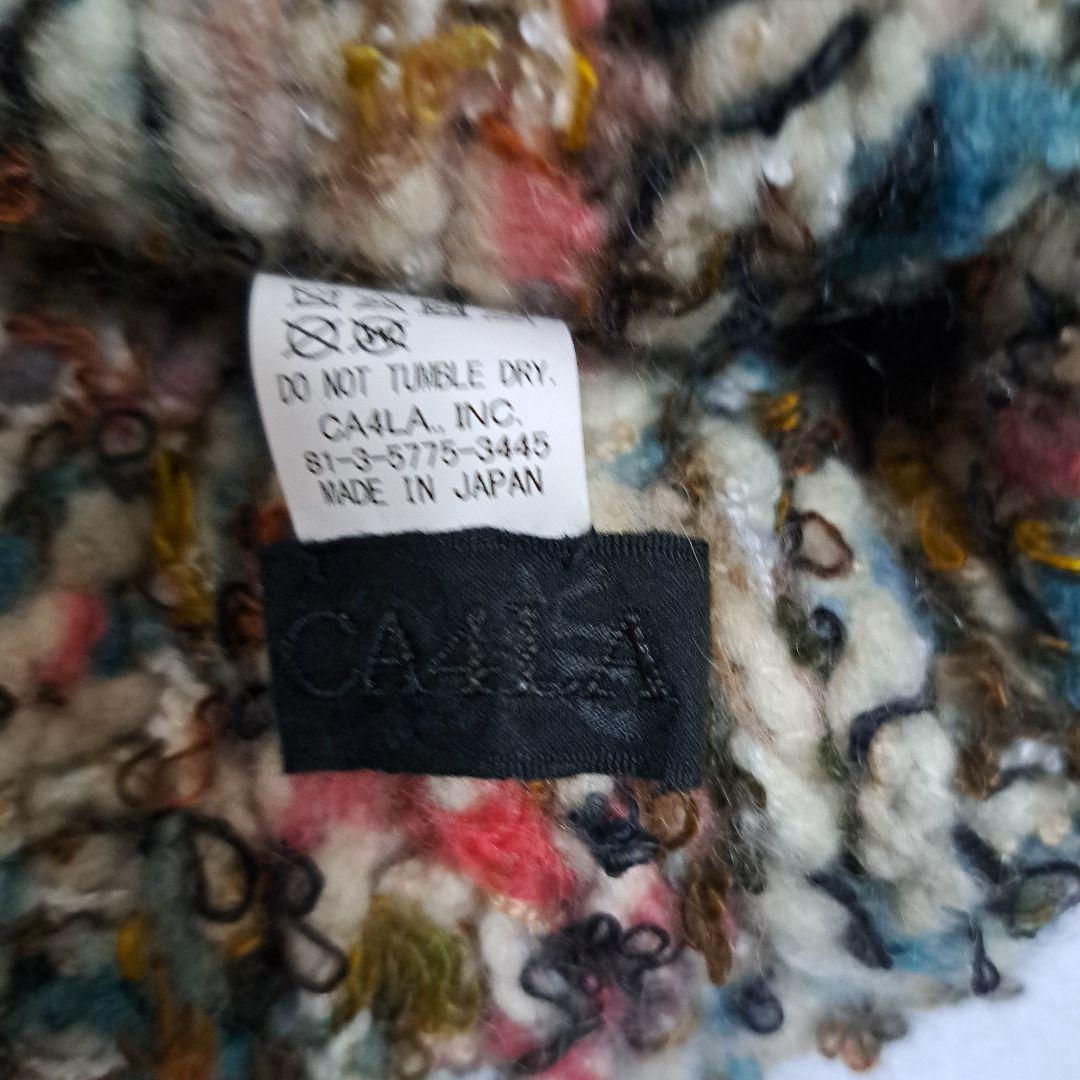 DO NOT TUMBLE DRY.
CA4LA., INC.
81-3-5775-3445
MADE IN JAPAN
CA4LA